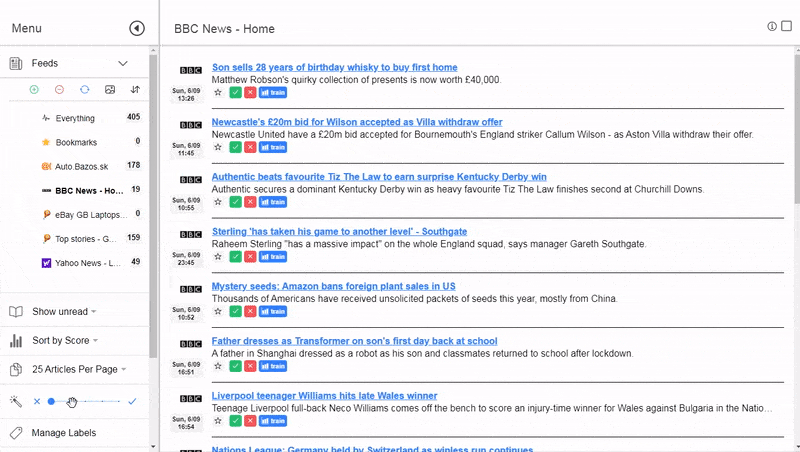 Menu
BBC News - Home
Feeds
Everything 405
Bookmarks 0
Auto.Bazos.sk 178
BBC News - Ho... 19
eBay GB Laptops... 0
Top stories - G... 159
Yahoo News - L... 49
Show unread
Sort by Score
25 Articles Per Page
Manage Labels
BBC
Son sells 28 years of birthday whisky to buy first home
Matthew Robson's quirky collection of presents is now worth £40,000.
Sun, 6/09
13:26
train
BBC
Newcastle's £20m bid for Wilson accepted as Villa withdraw offer
Newcastle United have a £20m bid accepted for Bournemouth's England striker Callum Wilson - as Aston Villa withdraw their offer.
Sun, 6/09
11:45
train
BBC
Authentic beats favourite Tiz The Law to earn surprise Kentucky Derby win
Authentic secures a dominant Kentucky Derby win as heavy favourite Tiz The Law finishes second at Churchill Downs.
Sun, 6/09
10:55
train
BBC
Sterling 'has taken his game to another level' - Southgate
Raheem Sterling "has a massive impact" on the whole England squad, says manager Gareth Southgate.
Sun, 6/09
23:45
train
BBC
Mystery seeds: Amazon bans foreign plant sales in US
Thousands of Americans have received unsolicited packets of seeds this year, mostly from China.
Sun, 6/09
10:52
train
BBC
Father dresses as Transformer on son's first day back at school
A father in Shanghai dressed as a robot as his son and classmates returned to school after lockdown.
Sun, 6/09
16:51
train
BBC
Liverpool teenager Williams hits late Wales winner
Teenage Liverpool full-back Neco Williams comes off the bench to score an injury-time winner for Wales against Bulgaria in the Natio...
Sun, 6/09
16:54
train
BBC
Nations League: Germany held by Switzerland as winless run continues